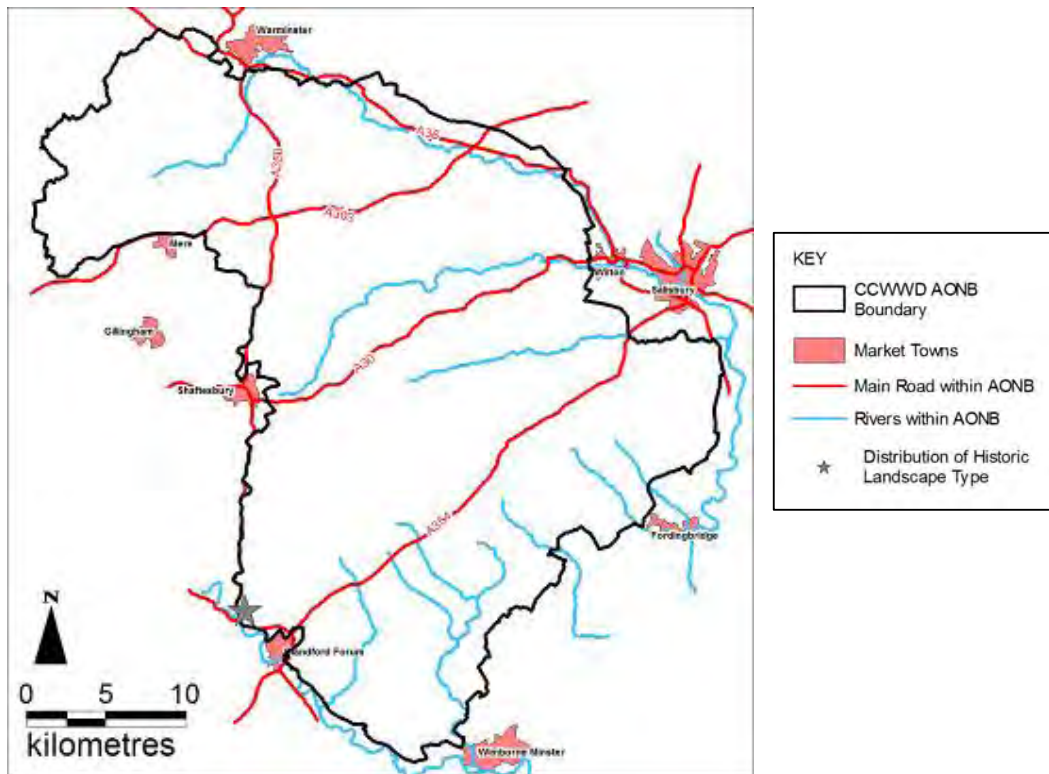 Warminster
A36
A350
A303
Mere
Wilton
Salisbury
Gillingham
A30
Shaftesbury
A354
Fordingbridge
N
Blandford Forum
Wimborne Minster
0 5 10
kilometres
KEY
CCWWD AONB
Boundary
Market Towns
Main Road within AONB
Rivers within AONB
Distribution of Historic
Landscape Type